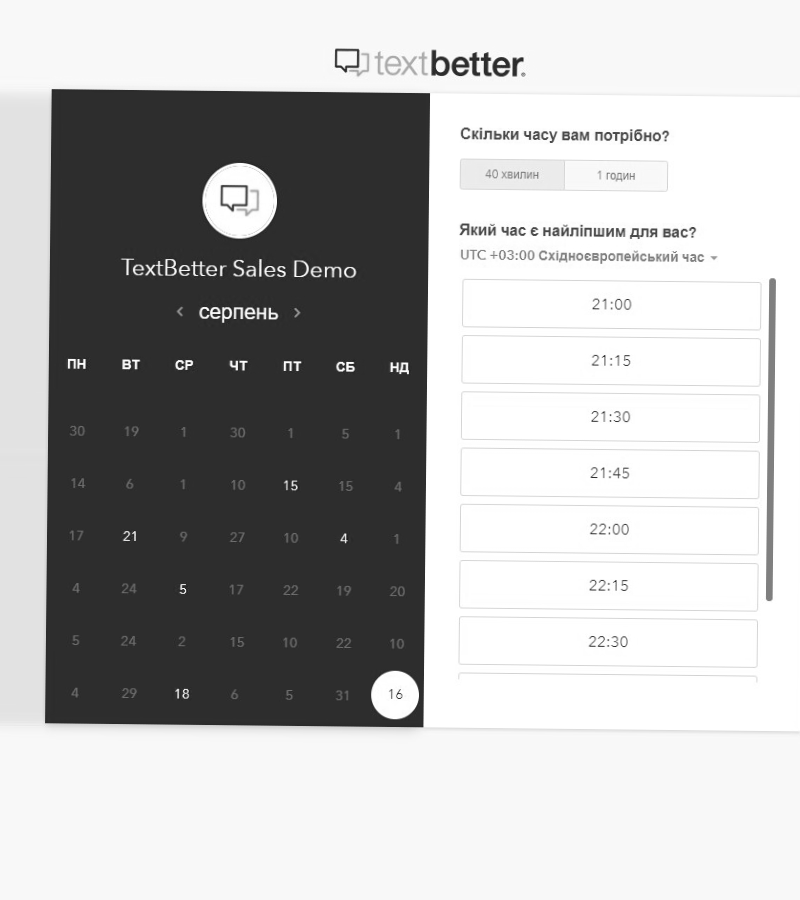 textbetter.
TextBetter Sales Demo
серпень
ПН ВТ СР ЧТ ПТ СБ НД
30 19 1 30 1 5 1
14 6 1 10 15 15 4
17 21 9 27 10 4 1
4 24 5 17 22 19 20
5 24 2 15 10 22 10
4 29 18 6 5 31 16
Скільки часу вам потрібно?
40 хвилин 1 годин
Який час є найліпшим для вас?
UTC +03:00 Східноєвропейський час
21:00
21:15
21:30
21:45
22:00
22:15
22:30